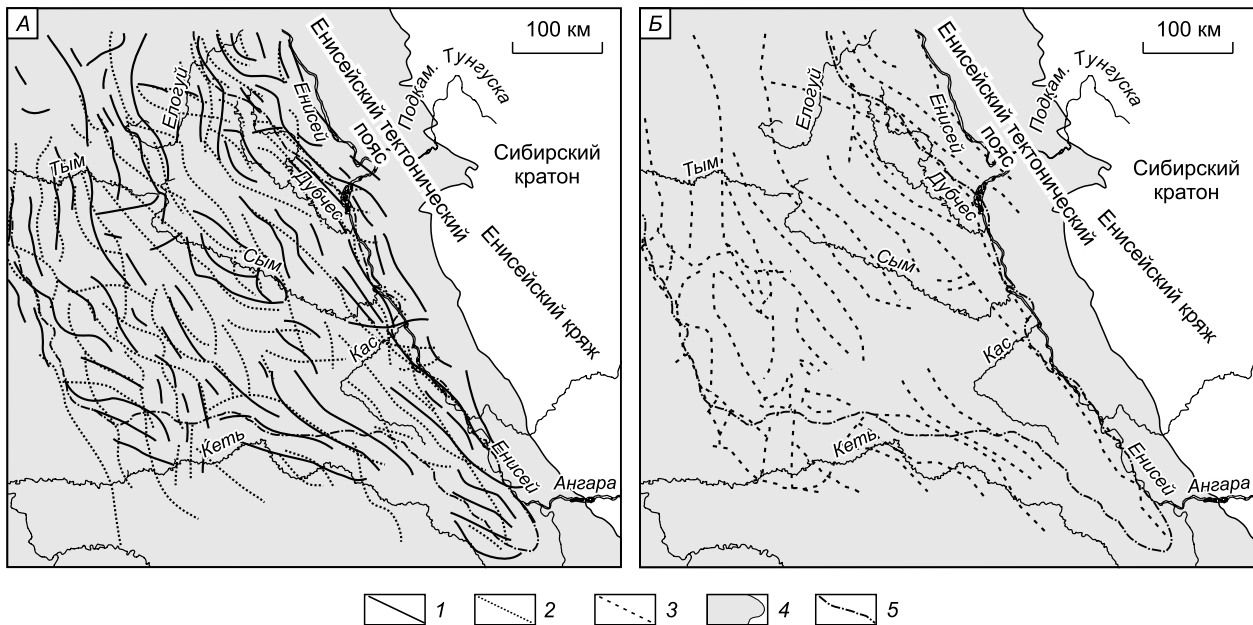 А
100 км
Енисейский тектонический
пояс
Подкам. Тунгуска
Елогуй
Енисей
Сибирский
кратон
Тым
Дубчес
Енисейский кряж
Сым
Кас
Кеть
Енисей
Ангара
Б
100 км
Енисейский тектонический
пояс
Подкам. Тунгуска
Елогуй
Енисей
Сибирский
кратон
Тым
Дубчес
Енисейский кряж
Сым
Кас
Кеть
Енисей
Ангара
1
2
3
4
5